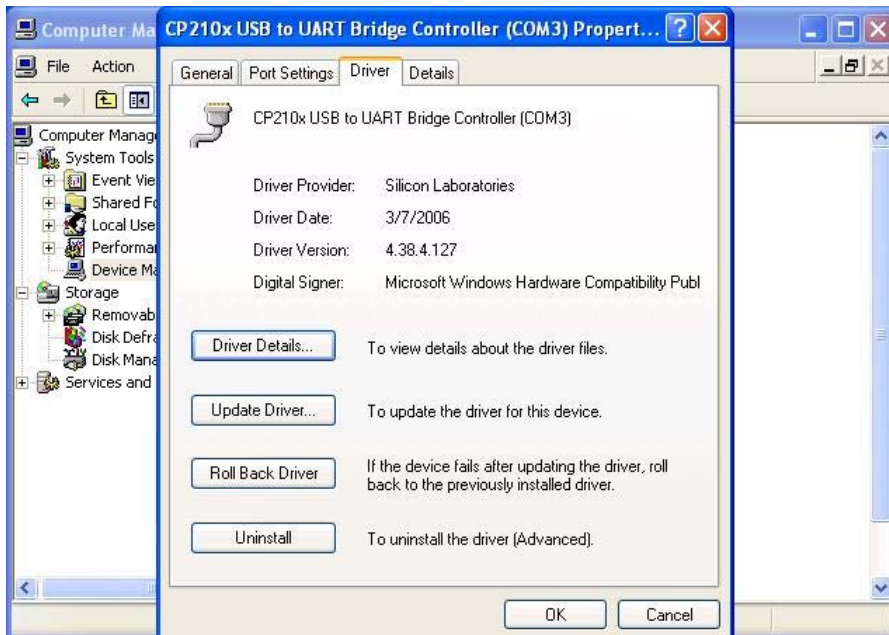 Computer Ma
CP210x USB to UART Bridge Controller (COM3) Propert...
File Action
General Port Settings Driver Details
Computer Manag
System Tools
Event Vie
Shared Fo
Local Use
Performa
Device Ma
Storage
Removab
Disk Defra
Disk Mana
Services and
CP210x USB to UART Bridge Controller (COM3)
Driver Provider: Silicon Laboratories
Driver Date: 3/7/2006
Driver Version: 4.38.4.127
Digital Signer: Microsoft Windows Hardware Compatibility Publ
Driver Details... To view details about the driver files.
Update Driver... To update the driver for this device.
Roll Back Driver If the device fails after updating the driver, roll
back to the previously installed driver.
Uninstall To uninstall the driver (Advanced).
OK Cancel